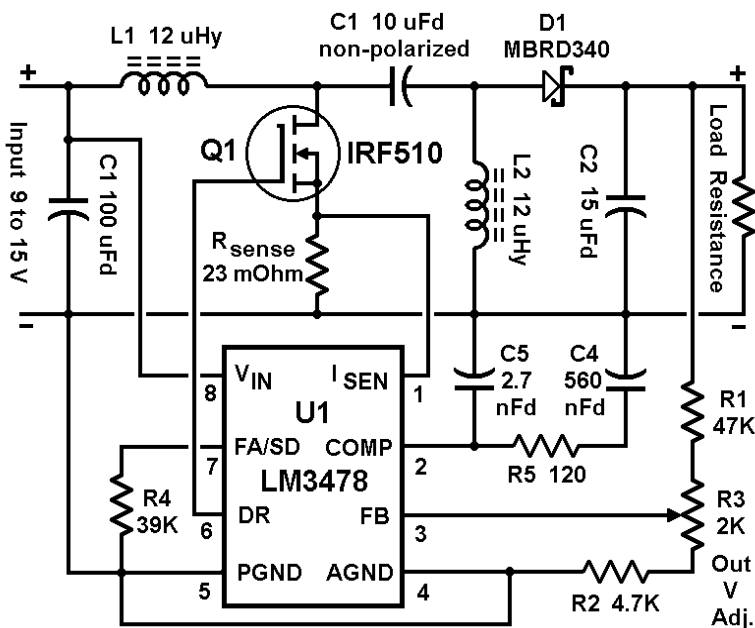 L1 12 uHy
C1 10 uFd
non-polarized
D1
MBRD340
+
+
Input 9 to 15 V
C1 100 uFd
Q1
IRF510
L2 12 uHy
C2 15 uFd
Load Resistance
R sense
23 mOhm
–
–
8
VIN
ISEN
1
U1
C5
2.7
nFd
C4
560
nFd
R1
47K
7
FA/SD
COMP
2
R5 120
LM3478
R4
39K
6
DR
FB
3
R3
2K
5
PGND
AGND
4
R2 4.7K
Out
V
Adj.